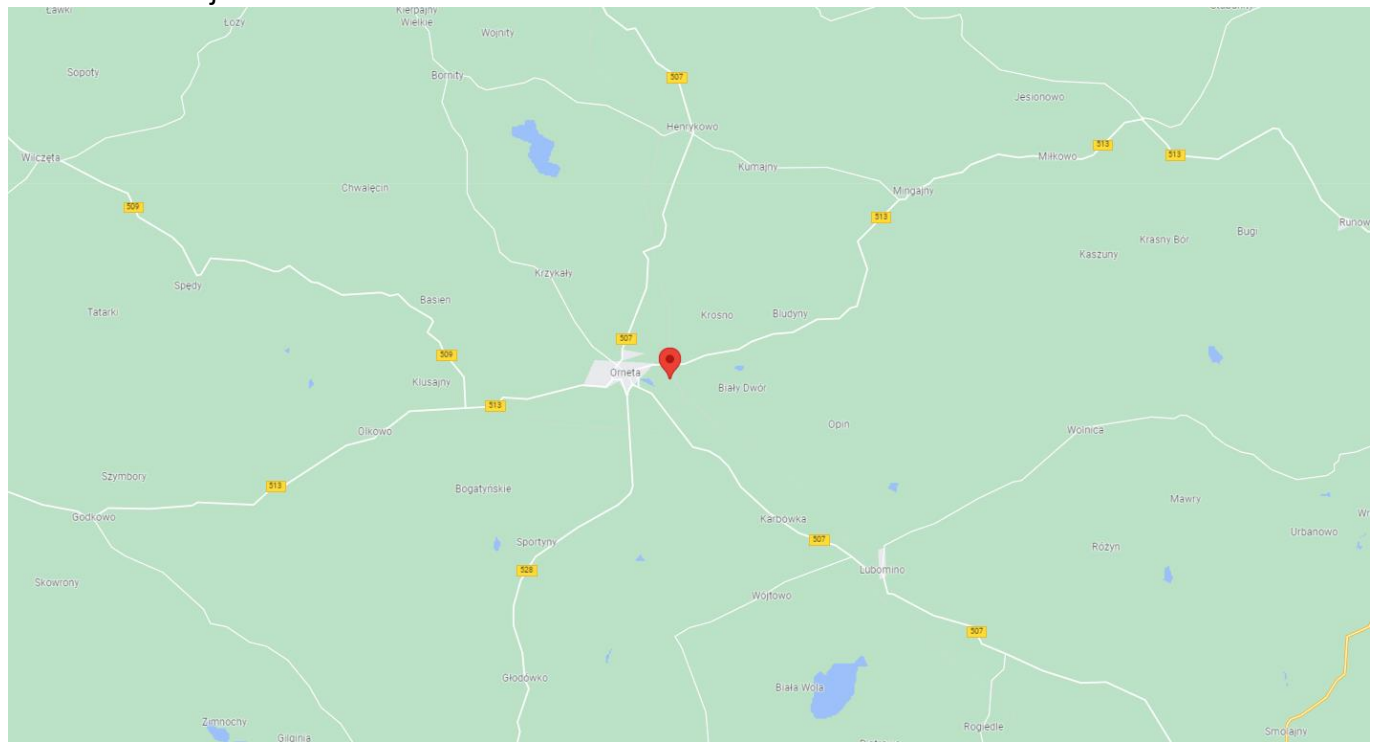 Ławki
Łozy
Kierpajny
Wielkie
Wojnity
Sopoty
Bornity
507
Jesionowo
Henrykowo
513
513
Miłkowo
Wilczęta
Kumajny
Chwalęcin
Mingajny
509
513
Runow
Bugi
Krasny Bór
Kaszuny
Krzykały
Spędy
Basien
Tatarki
Krosno
Bludyny
507
509
Orneta
Klusajny
Biały Dwór
513
Opin
Olkowo
Wolnica
Szymbory
513
Bogatyńskie
Mawry
Godkowo
Karbówka
Urbanowo
507
Sportyny
Różyn
528
Lubomino
Skowrony
Wójtowo
507
Głodówko
Biała Wola
Zimnochy
Rogiedle
Smolajny
Gilginia